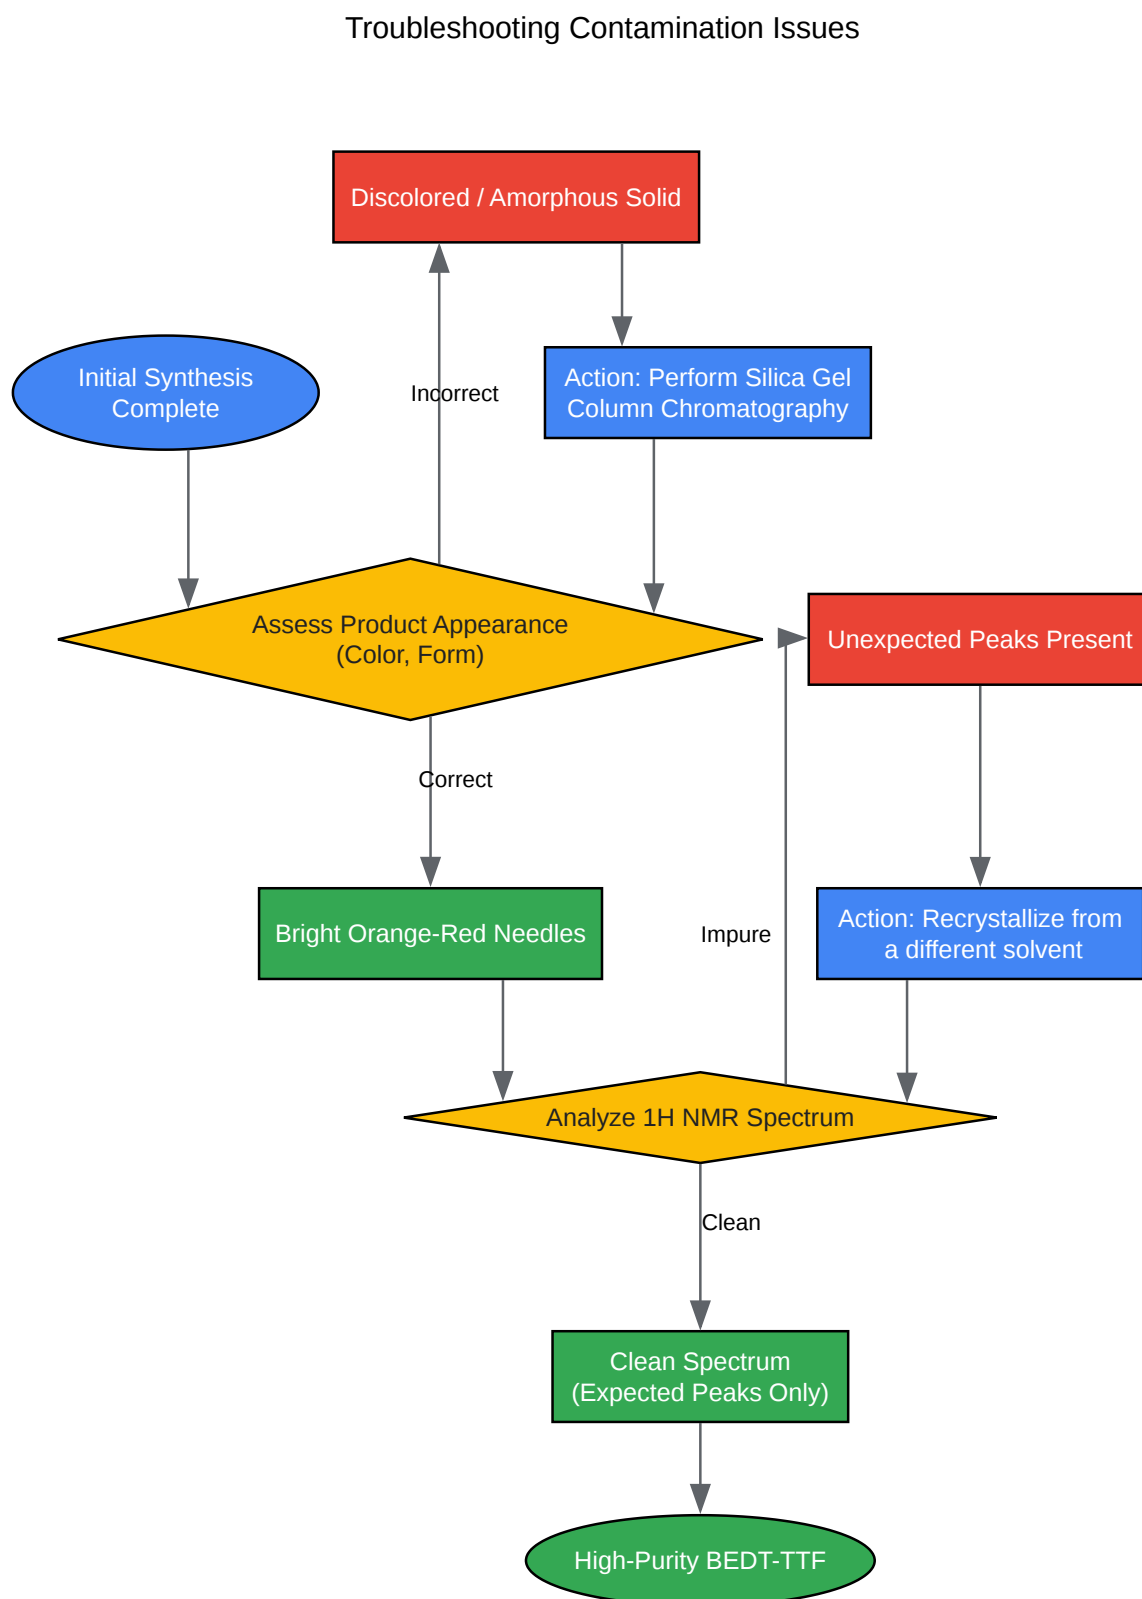 Troubleshooting Contamination Issues
Discolored / Amorphous Solid
Initial Synthesis
Complete
Incorrect
Action: Perform Silica Gel
Column Chromatography
Assess Product Appearance
(Color, Form)
Unexpected Peaks Present
Correct
Bright Orange-Red Needles
Impure
Action: Recrystallize from
a different solvent
Analyze 1H NMR Spectrum
Clean
Clean Spectrum
(Expected Peaks Only)
High-Purity BEDT-TTF